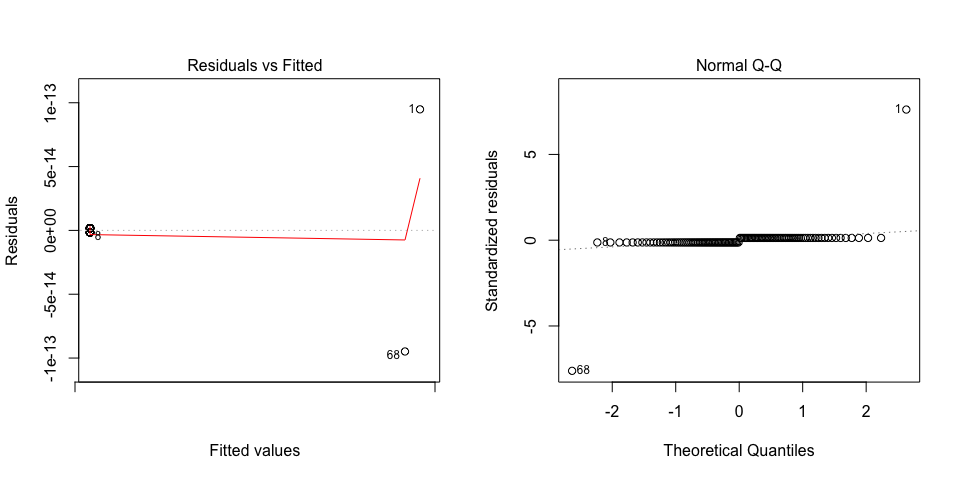 Residuals vs Fitted
Residuals
1e-13
5e-14
0e+00
-5e-14
-1e-13
1
8
68
Fitted values
Normal Q-Q
Standardized residuals
5
0
-5
1
8
68
-2 -1 0 1 2
Theoretical Quantiles